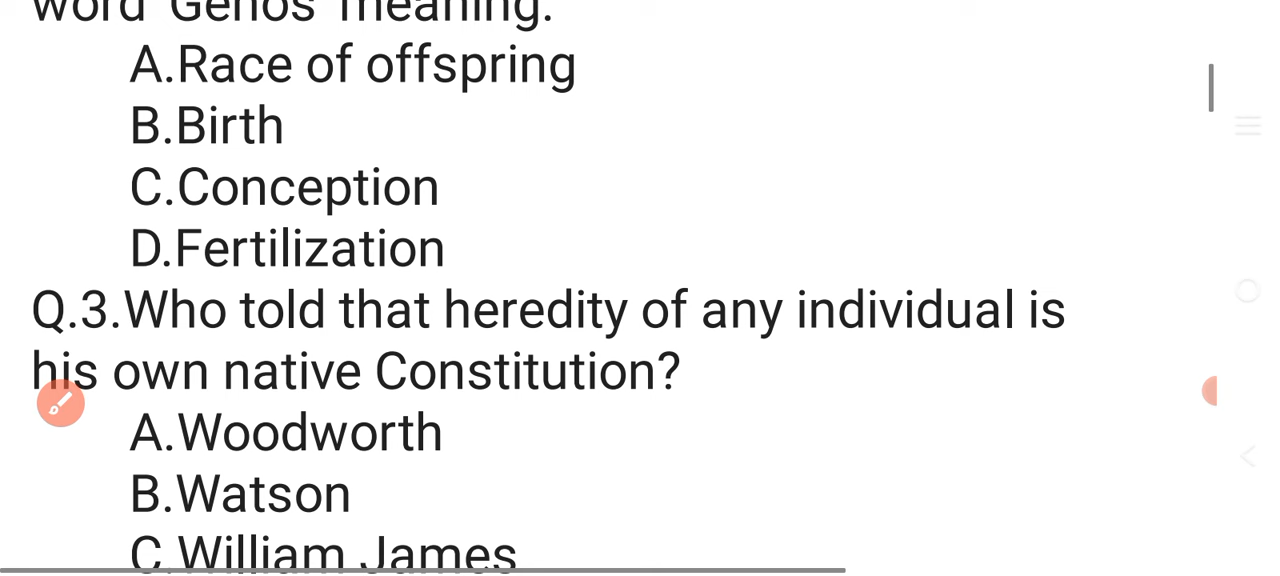 word 'Genos' meaning.
A.Race of offspring
B.Birth
C.Conception
D.Fertilization
Q.3.Who told that heredity of any individual is
his own native Constitution?
A.Woodworth
B.Watson
C.William James